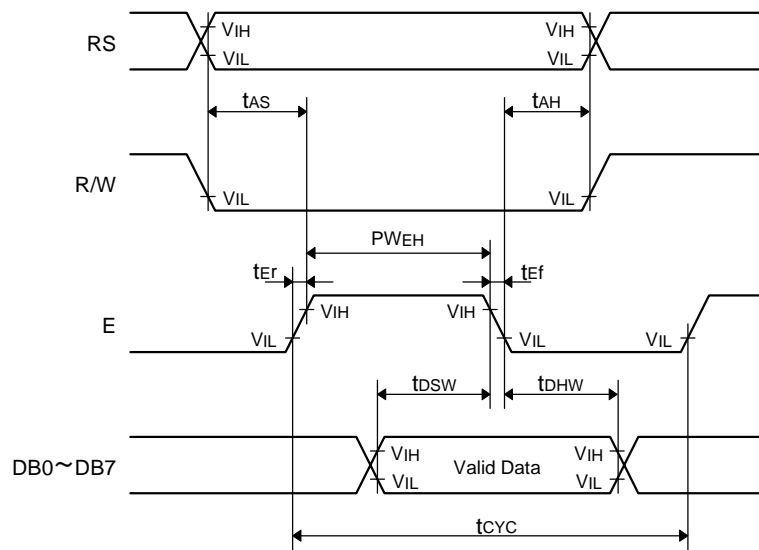 RS VIH VIH
VIL VIL
tAS tAH
R/W VIL VIL
PWEH
tEr tEf
E VIH VIH
VIL VIL VIL
tDSW tDHW
VIH VIH
DB0～DB7 Valid Data
VIL VIL
tCYC